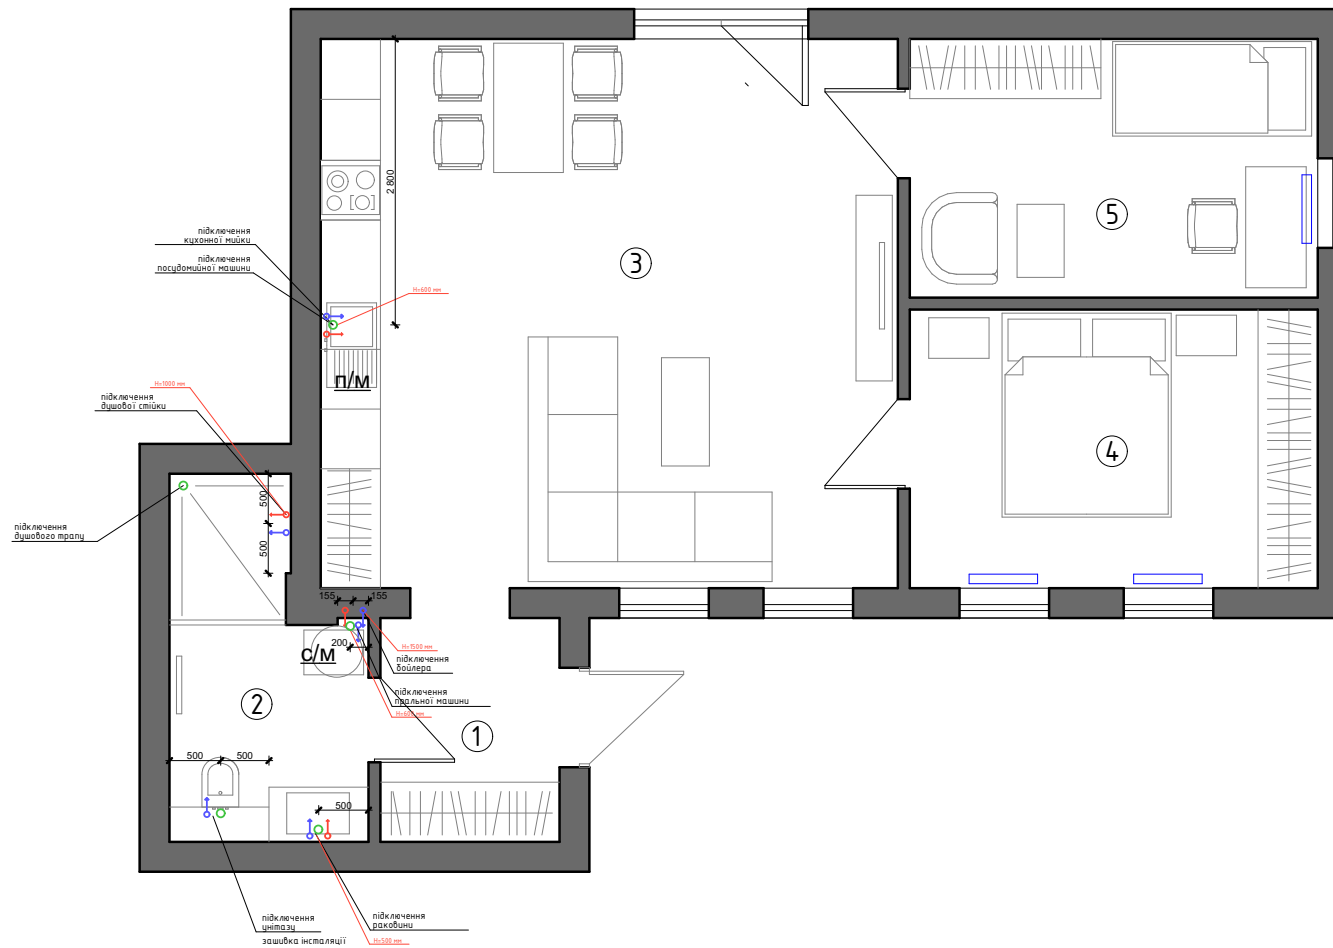 2.800
5
підключення
кухонної мийки
3
підключення
посудомийної машини
H=600 мм
п/м
H=1000 мм
підключення
душової стійки
4
500
підключення
душового трапу
500
155
155
200
с/м
H=1500 мм
підключення
бойлера
підключення
пральної машини
2
H=600 мм
1
500
500
500
підключення
унітазу
зашивка інсталяції
підключення
раковини
H=500 мм